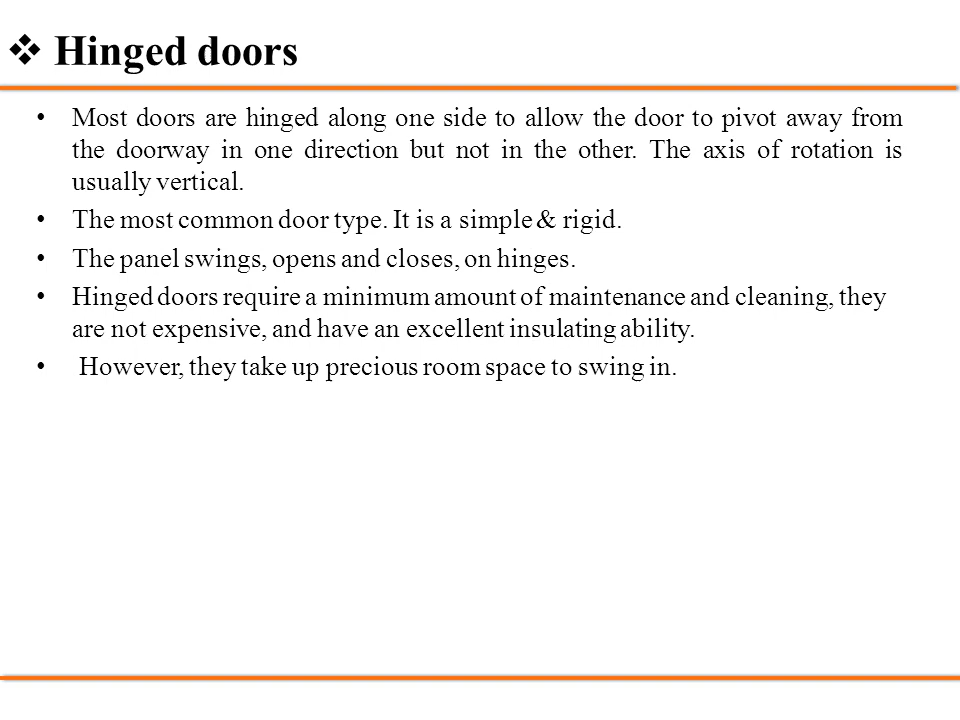 ❖ Hinged doors
• Most doors are hinged along one side to allow the door to pivot away from
the doorway in one direction but not in the other. The axis of rotation is
usually vertical.
• The most common door type. It is a simple & rigid.
• The panel swings, opens and closes, on hinges.
• Hinged doors require a minimum amount of maintenance and cleaning, they
are not expensive, and have an excellent insulating ability.
• However, they take up precious room space to swing in.